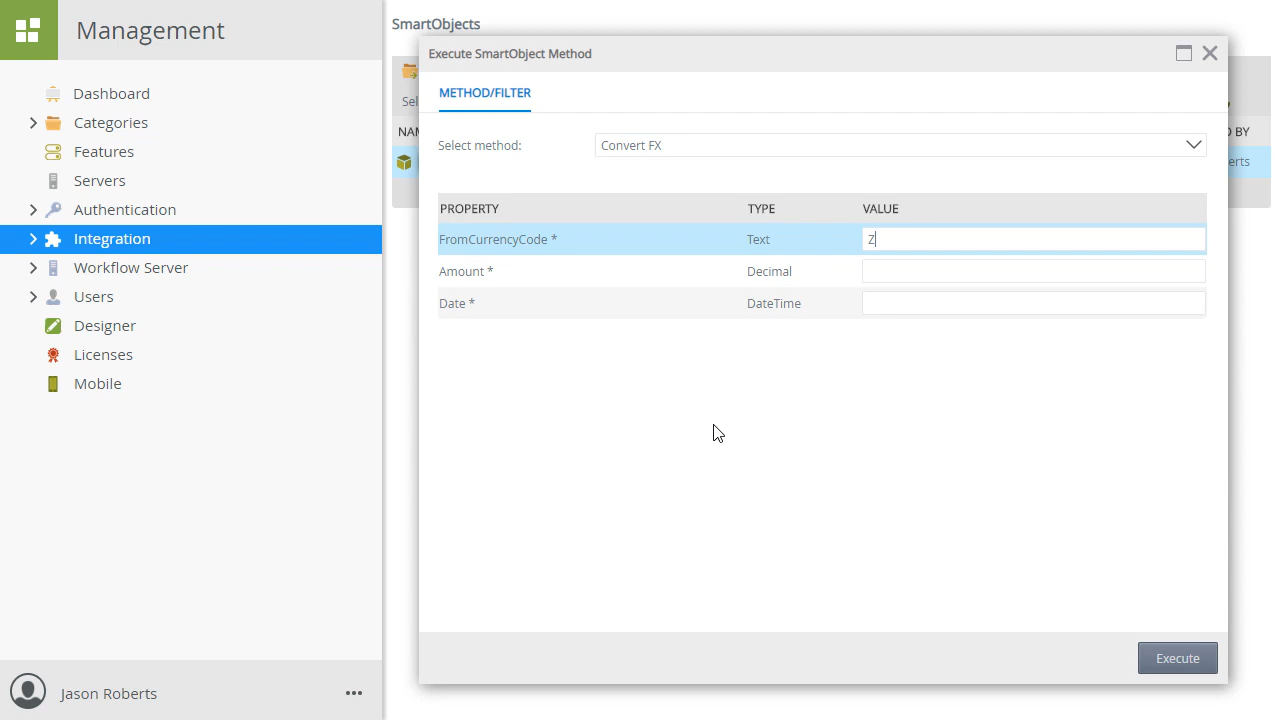 Management
Dashboard
Categories
Features
Servers
Authentication
Integration
Workflow Server
Users
Designer
Licenses
Mobile
Jason Roberts
SmartObjects
Execute SmartObject Method
METHOD/FILTER
Select method: Convert FX
PROPERTY TYPE VALUE
FromCurrencyCode * Text Z
Amount * Decimal
Date * DateTime
Execute